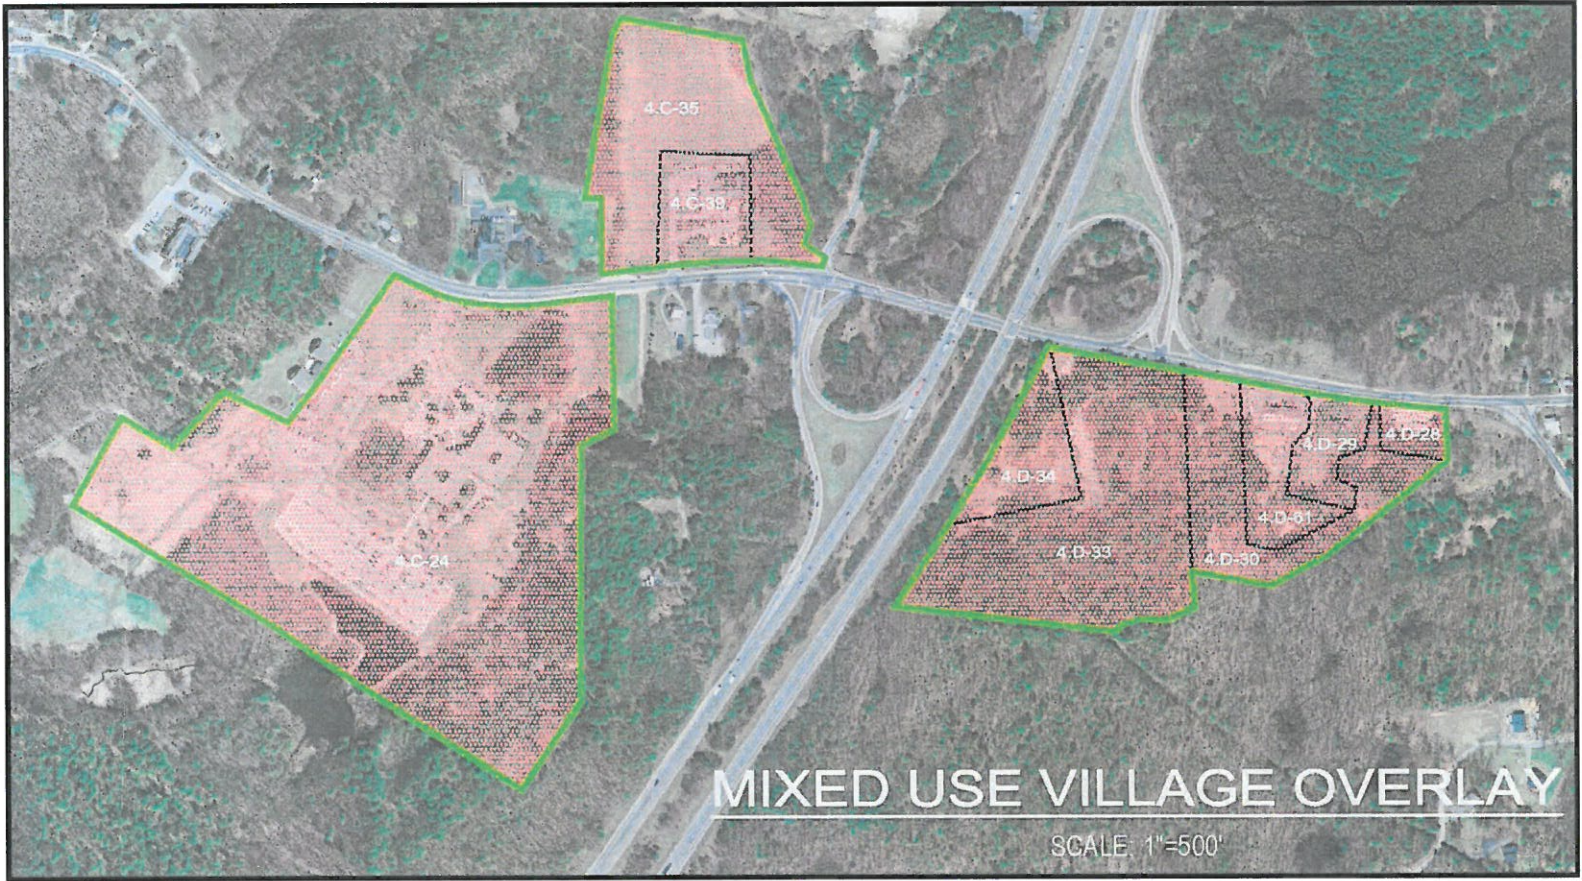 4.C-35
4.C-39
4.D-29
4.D-28
4.D-34
4.D-61
4.D-33
4.D-30
4.C-24
MIXED USE VILLAGE OVERLAY
SCALE: 1"=500'